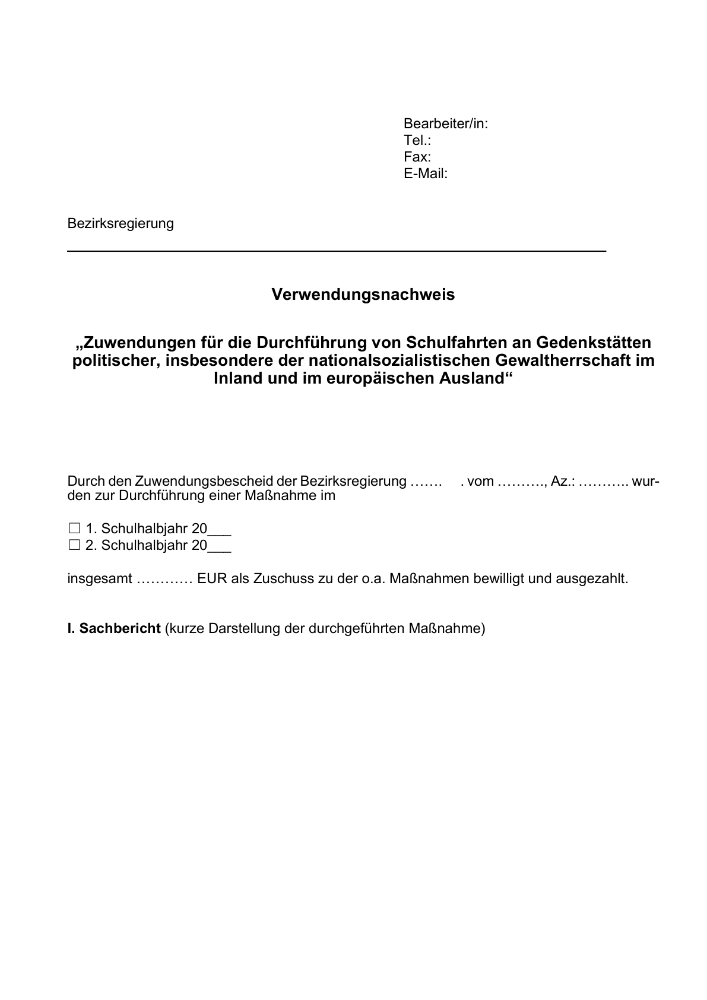 Bearbeiter/in:
Tel.:
Fax:
E-Mail:
Bezirksregierung
Verwendungsnachweis
„Zuwendungen für die Durchführung von Schulfahrten an Gedenkstätten
politischer, insbesondere der nationalsozialistischen Gewaltherrschaft im
Inland und im europäischen Ausland“
Durch den Zuwendungsbescheid der Bezirksregierung ……. . vom ………., Az.: ……….. wur-
den zur Durchführung einer Maßnahme im
☐ 1. Schulhalbjahr 20___
☐ 2. Schulhalbjahr 20___
insgesamt ………… EUR als Zuschuss zu der o.a. Maßnahmen bewilligt und ausgezahlt.
I. Sachbericht (kurze Darstellung der durchgeführten Maßnahme)